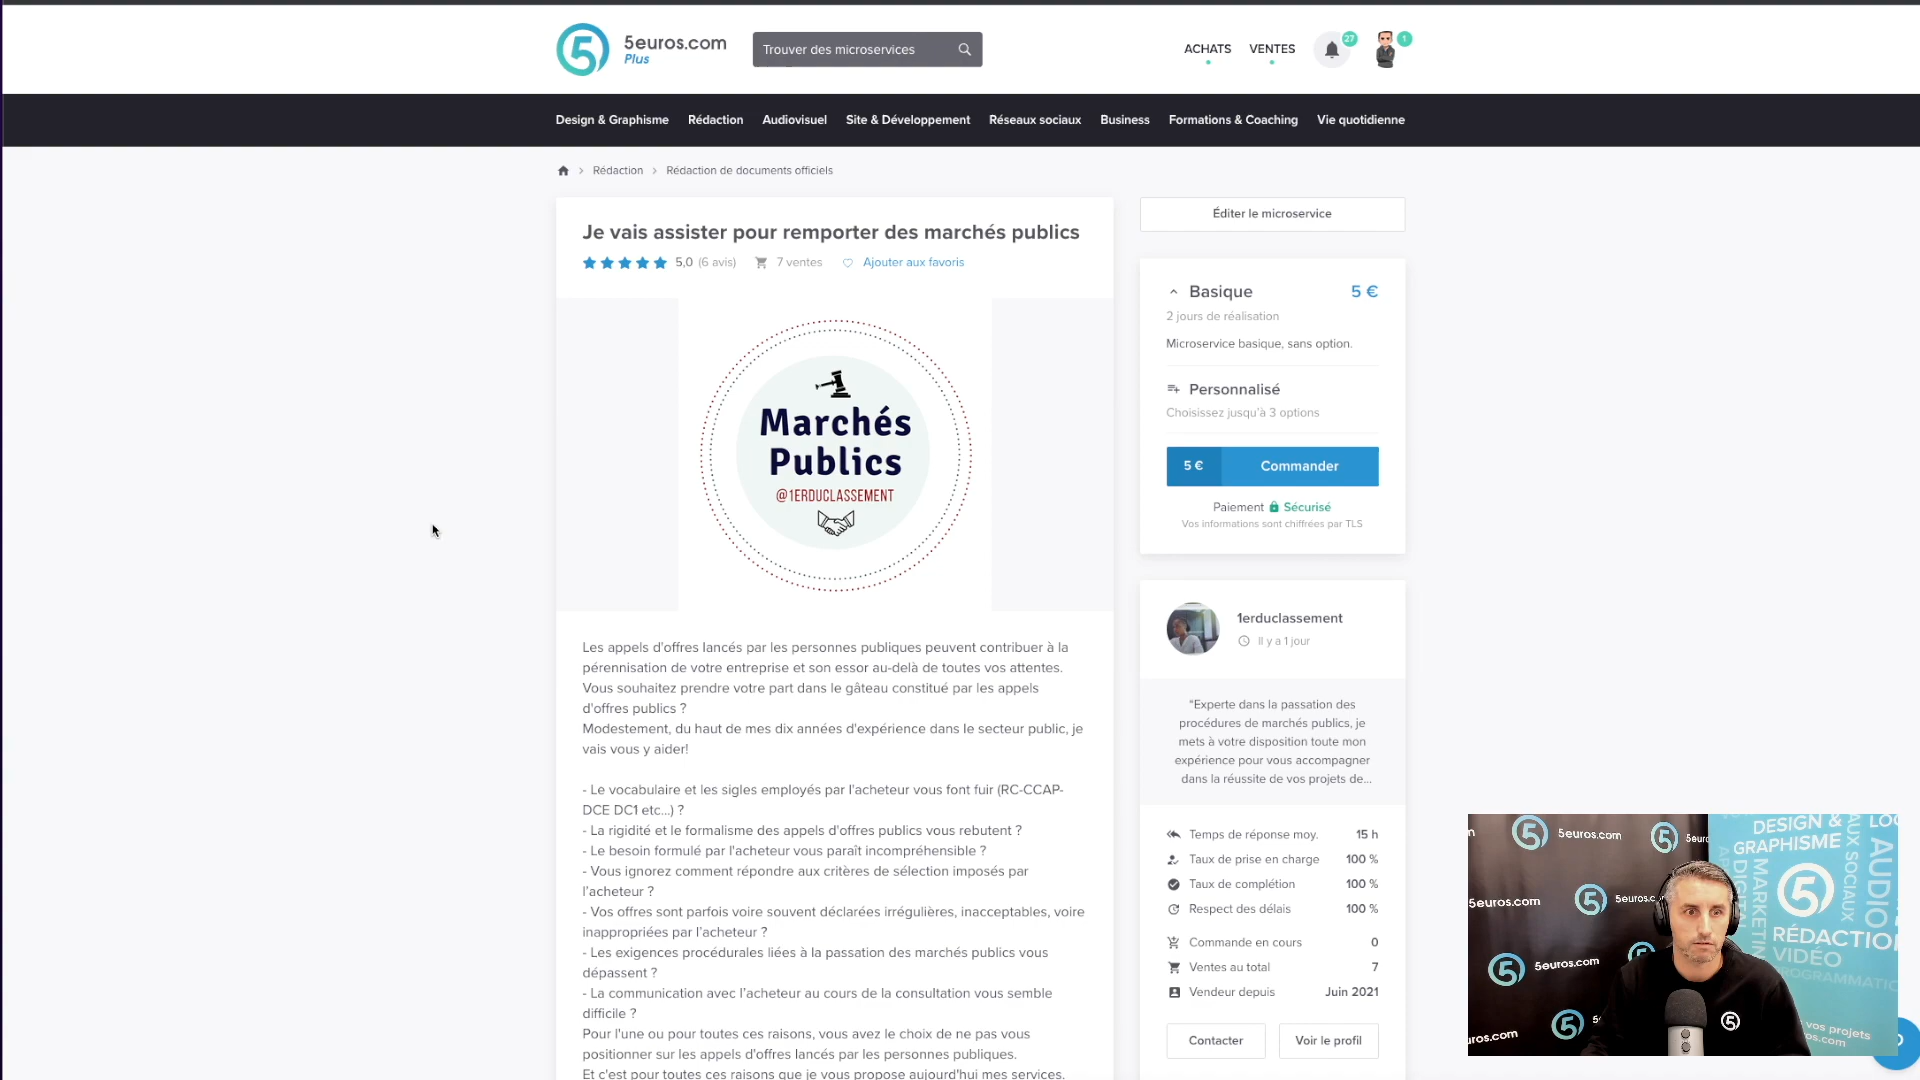 5euros.com
Plus
Trouver des microservices
ACHATS
VENTES
27
1
Design & Graphisme
Rédaction
Audiovisuel
Site & Développement
Réseaux sociaux
Business
Formations & Coaching
Vie quotidienne
Rédaction
Rédaction de documents officiels
Je vais assister pour remporter des marchés publics
5,0 (6 avis)
7 ventes
Ajouter aux favoris
Marchés
Publics
@1ERDUCLASSEMENT
Les appels d'offres lancés par les personnes publiques peuvent contribuer à la
pérennisation de votre entreprise et son essor au-delà de toutes vos attentes.
Vous souhaitez prendre votre part dans le gâteau constitué par les appels
d'offres publics ?
Modestement, du haut de mes dix années d'expérience dans le secteur public, je
vais vous y aider!
- Le vocabulaire et les sigles employés par l'acheteur vous font fuir (RC-CCAP-
DCE DC1 etc...) ?
- La rigidité et le formalisme des appels d'offres publics vous rebutent ?
- Le besoin formulé par l'acheteur vous paraît incompréhensible ?
- Vous ignorez comment répondre aux critères de sélection imposés par
l'acheteur ?
- Vos offres sont parfois voire souvent déclarées irrégulières, inacceptables, voire
inappropriées par l'acheteur ?
- Les exigences procédurales liées à la passation des marchés publics vous
dépassent ?
- La communication avec l'acheteur au cours de la consultation vous semble
difficile ?
Pour l'une ou pour toutes ces raisons, vous avez le choix de ne pas vous
positionner sur les appels d'offres lancés par les personnes publiques.
Et c'est pour toutes ces raisons que je vous propose aujourd'hui mes services.
Éditer le microservice
Basique 5 €
2 jours de réalisation
Microservice basique, sans option.
Personnalisé
Choisissez jusqu'à 3 options
5 € Commander
Paiement Sécurisé
Vos informations sont chiffrées par TLS
1erduclassement
Il y a 1 jour
“Experte dans la passation des
procédures de marchés publics, je
mets à votre disposition toute mon
expérience pour vous accompagner
dans la réussite de vos projets de...
Temps de réponse moy. 15 h
Taux de prise en charge 100 %
Taux de complétion 100 %
Respect des délais 100 %
Commande en cours 0
Ventes au total 7
Vendeur depuis Juin 2021
Contacter
Voir le profil
5euros.com
5euros.com
5euros.com
DESIGN &
GRAPHISME
AUX SOCIAUX
AUDIO
MARKETIN
RÉDACTION
VIDÉO
PROGRAMMATIO
vos projets